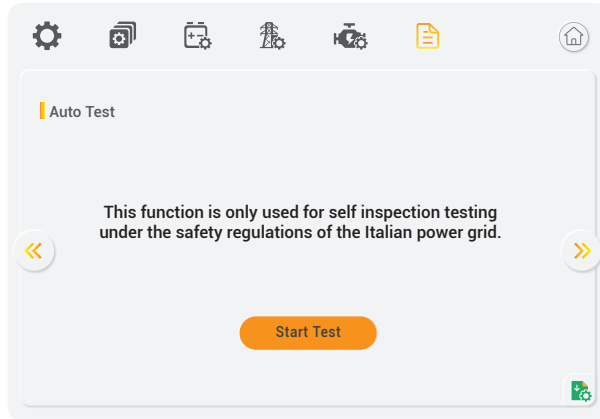 Auto Test
This function is only used for self inspection testing
under the safety regulations of the Italian power grid.
Start Test